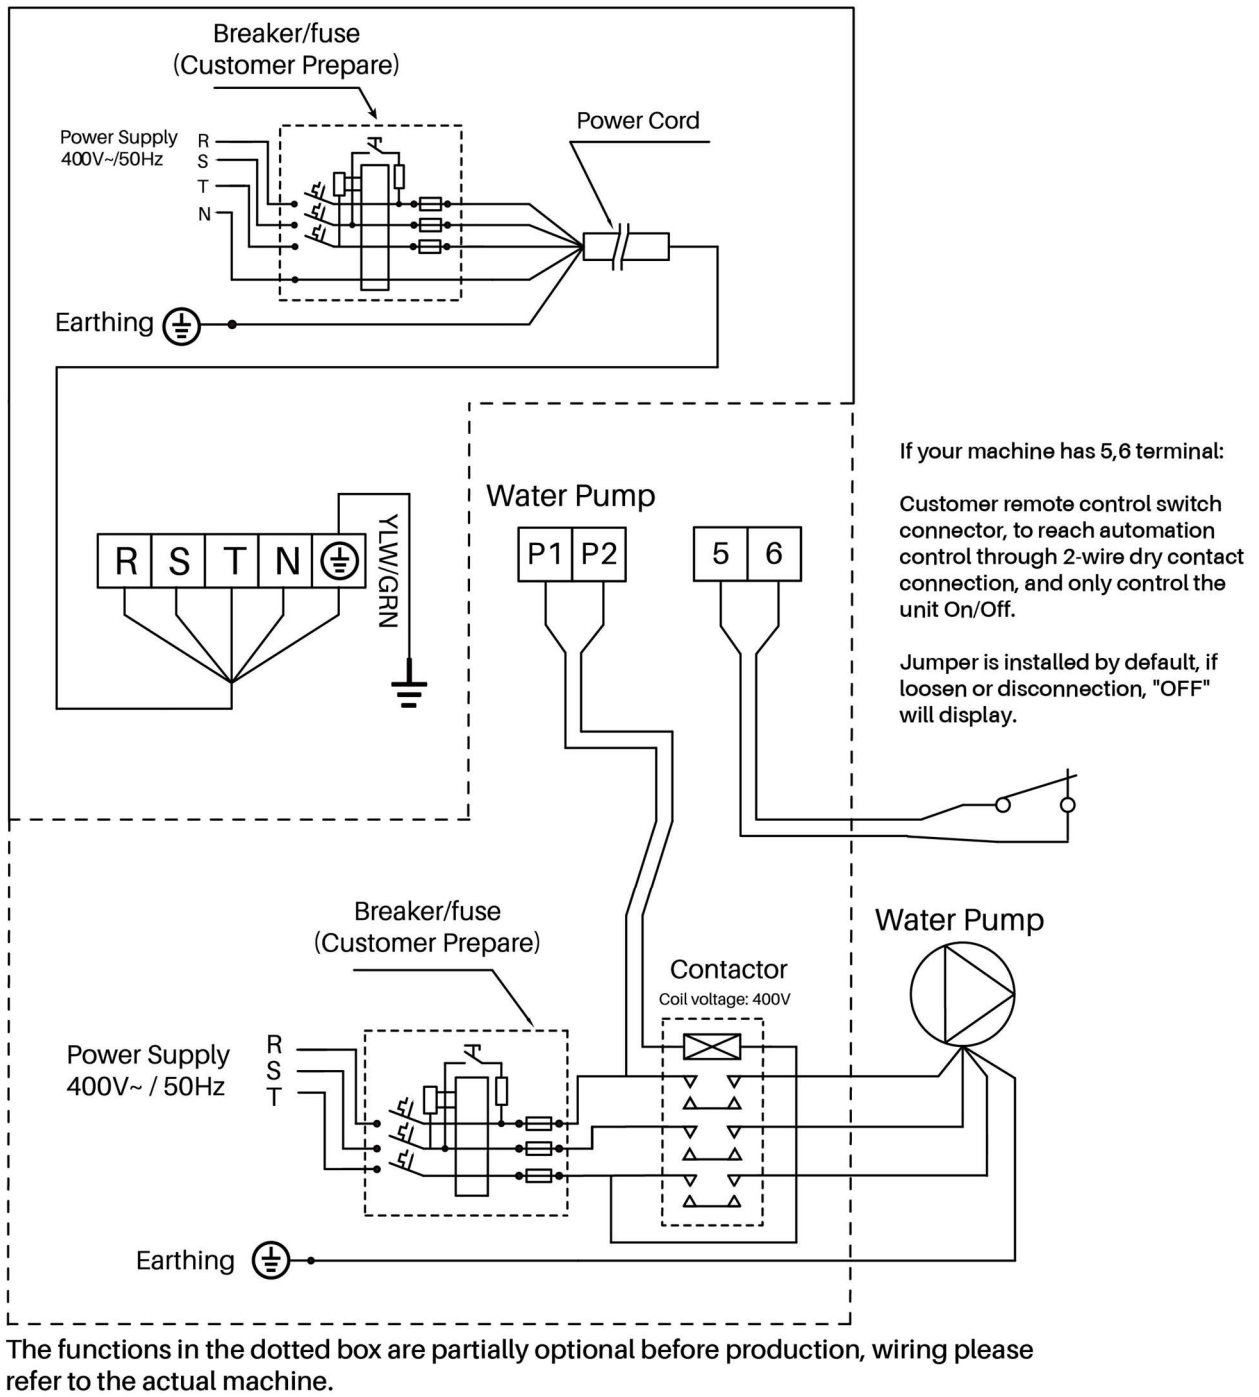 Breaker/fuse
(Customer Prepare)
Power Cord
Power Supply
400V~/50Hz
R
S
T
N
Earthing
R S T N
YLW/GRN
Water Pump
P1 P2
5 6
If your machine has 5,6 terminal:
Customer remote control switch
connector, to reach automation
control through 2-wire dry contact
connection, and only control the
unit On/Off.
Jumper is installed by default, if
loosen or disconnection, "OFF"
will display.
Breaker/fuse
(Customer Prepare)
Water Pump
Contactor
Coil voltage: 400V
Power Supply
400V~ / 50Hz
R
S
T
Earthing
The functions in the dotted box are partially optional before production, wiring please
refer to the actual machine.